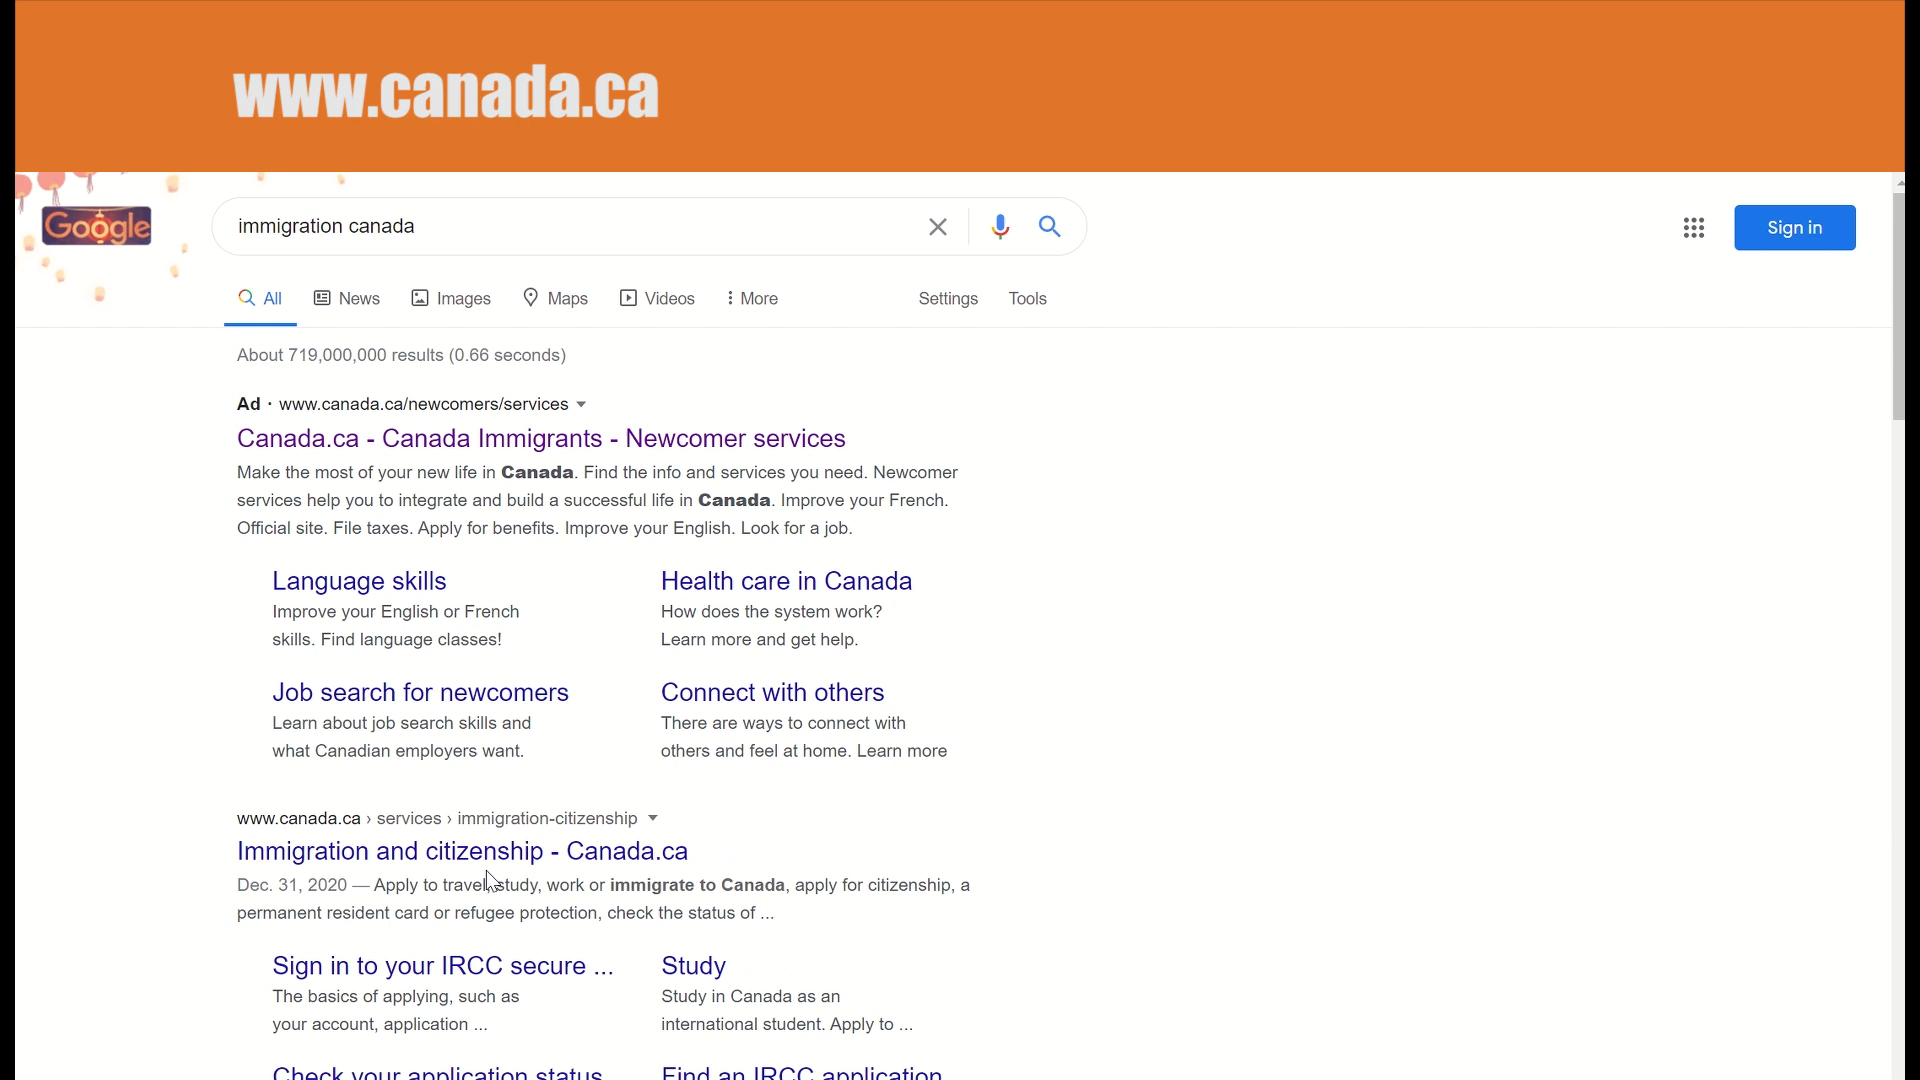 www.canada.ca
Google
immigration canada
Sign in
All
News
Images
Maps
Videos
More
Settings
Tools
About 719,000,000 results (0.66 seconds)
Ad · www.canada.ca/newcomers/services
Canada.ca - Canada Immigrants - Newcomer services
Make the most of your new life in Canada. Find the info and services you need. Newcomer
services help you to integrate and build a successful life in Canada. Improve your French.
Official site. File taxes. Apply for benefits. Improve your English. Look for a job.
Language skills
Improve your English or French
skills. Find language classes!
Health care in Canada
How does the system work?
Learn more and get help.
Job search for newcomers
Learn about job search skills and
what Canadian employers want.
Connect with others
There are ways to connect with
others and feel at home. Learn more
www.canada.ca › services › immigration-citizenship
Immigration and citizenship - Canada.ca
Dec. 31, 2020 — Apply to travel, study, work or immigrate to Canada, apply for citizenship, a
permanent resident card or refugee protection, check the status of ...
Sign in to your IRCC secure ...
The basics of applying, such as
your account, application ...
Study
Study in Canada as an
international student. Apply to ...
Check your application status
Find an IRCC application